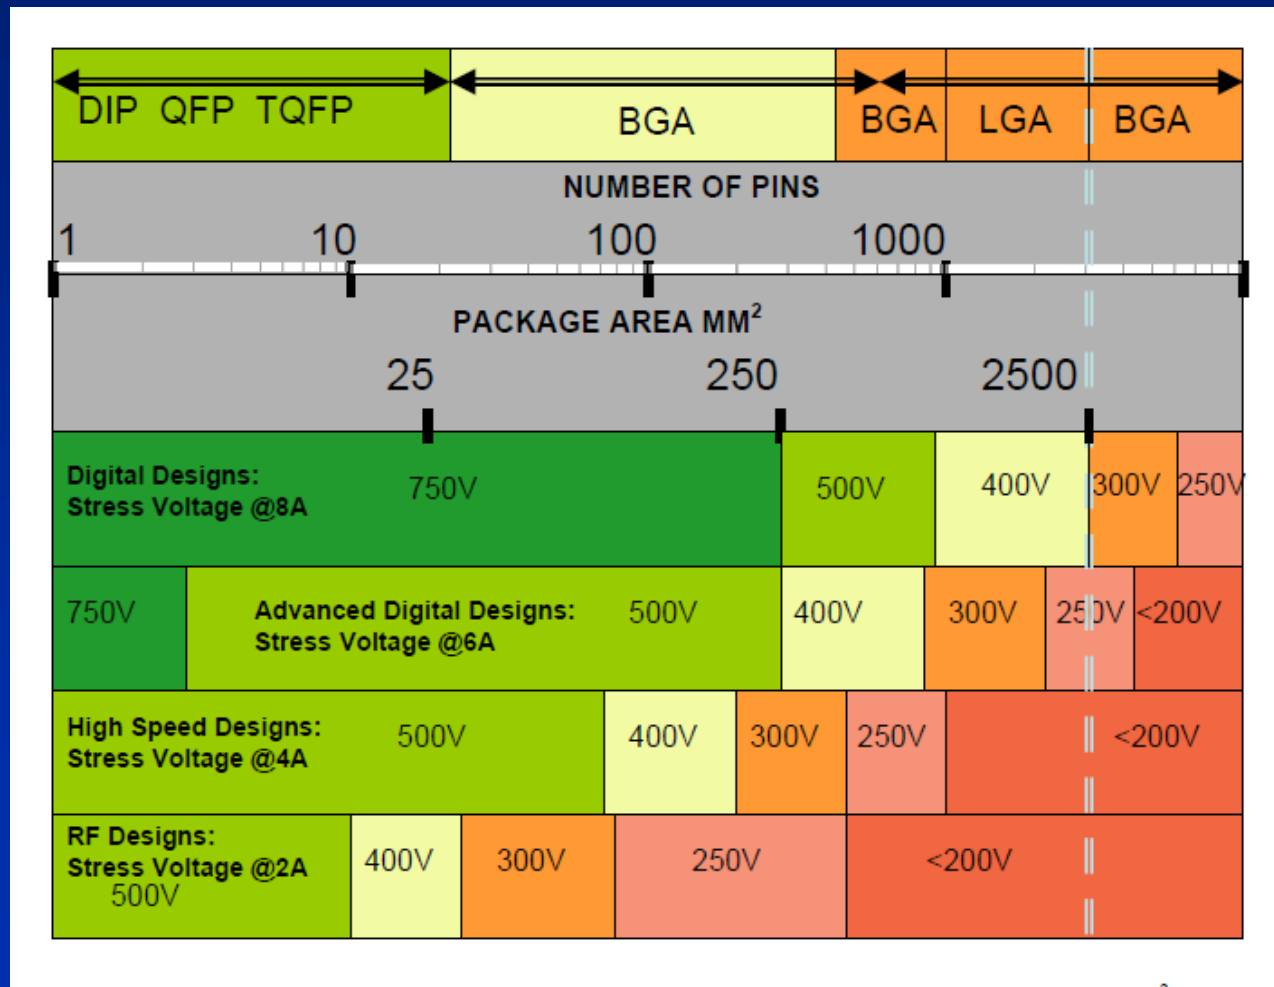 DIP QFP TQFP
BGA
BGA
LGA
BGA
NUMBER OF PINS
1 10 100 1000
PACKAGE AREA MM²
25 250 2500
Digital Designs:
Stress Voltage @8A
750V
500V
400V
300V
250V
750V
Advanced Digital Designs:
Stress Voltage @6A
500V
400V
300V
250V
<200V
High Speed Designs:
Stress Voltage @4A
500V
400V
300V
250V
<200V
RF Designs:
Stress Voltage @2A
500V
400V
300V
250V
<200V
2